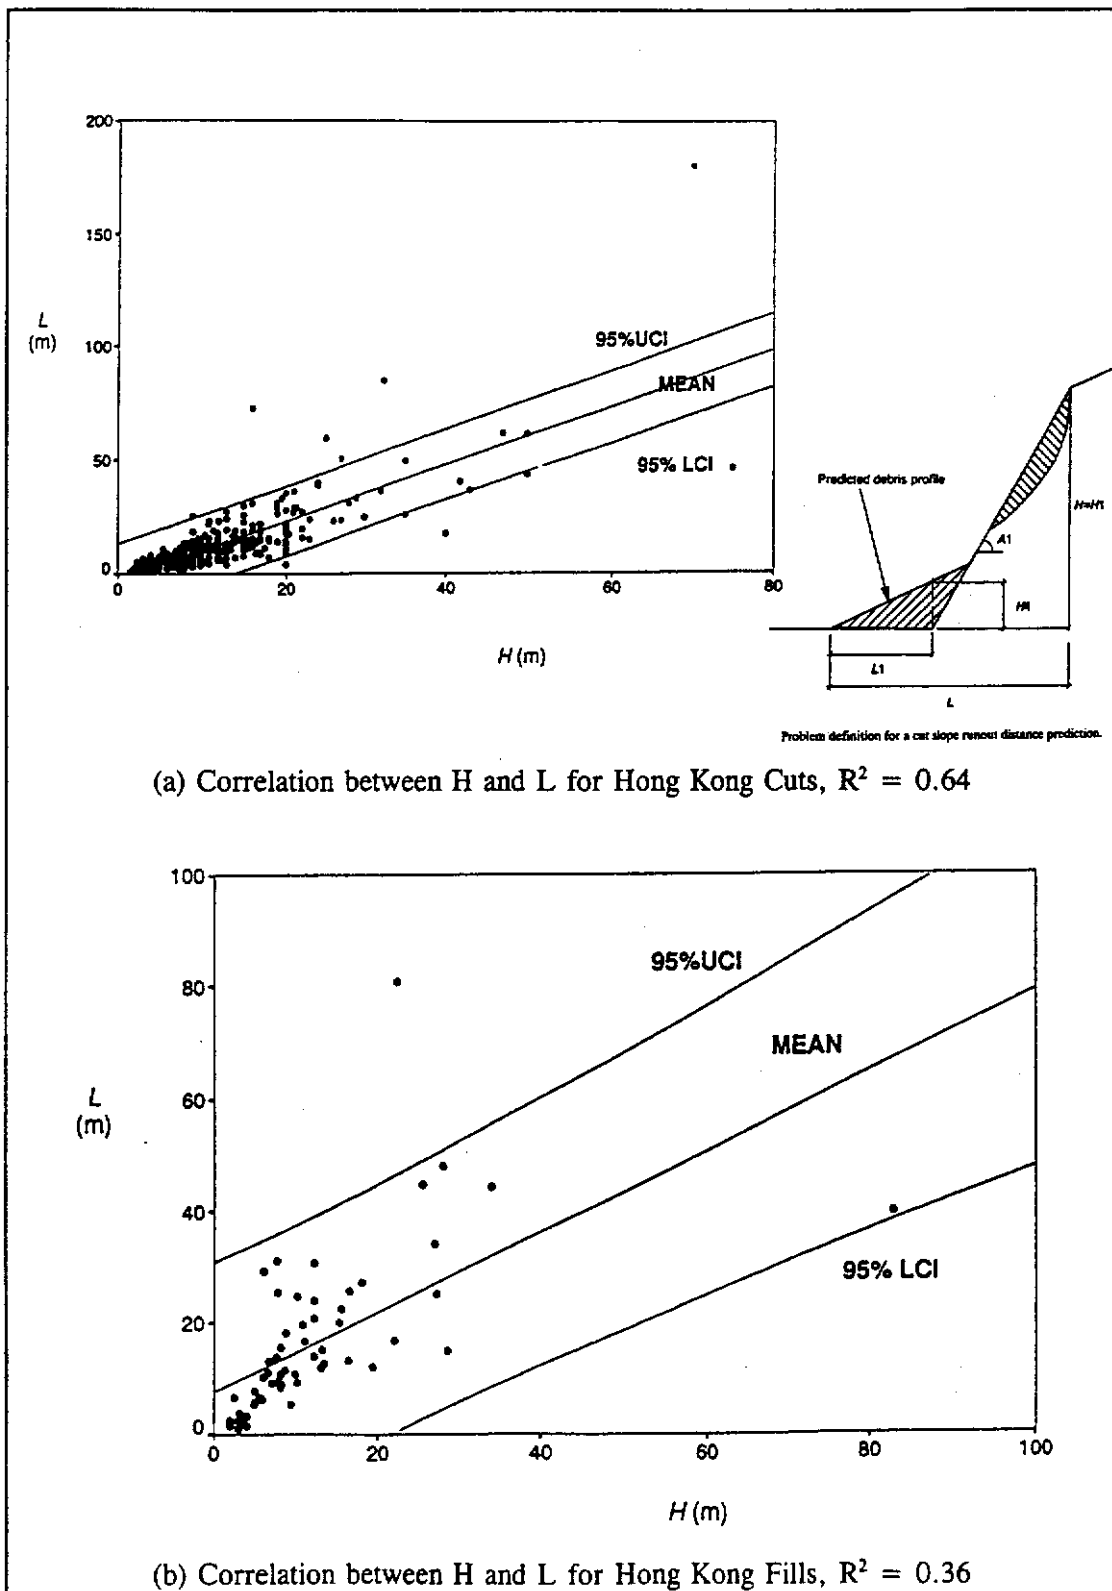 200
150
L
(m)
100
50
0
0
20
40
60
80
95%UCI
MEAN
95% LCI
H (m)
Predicted debris profile
H=H1
A1
L1
L
Problem definition for a cut slope runout distance prediction.
(a) Correlation between H and L for Hong Kong Cuts, R² = 0.64
100
80
L
(m)
60
40
20
0
0
20
40
60
80
100
95%UCI
MEAN
95% LCI
H (m)
(b) Correlation between H and L for Hong Kong Fills, R² = 0.36